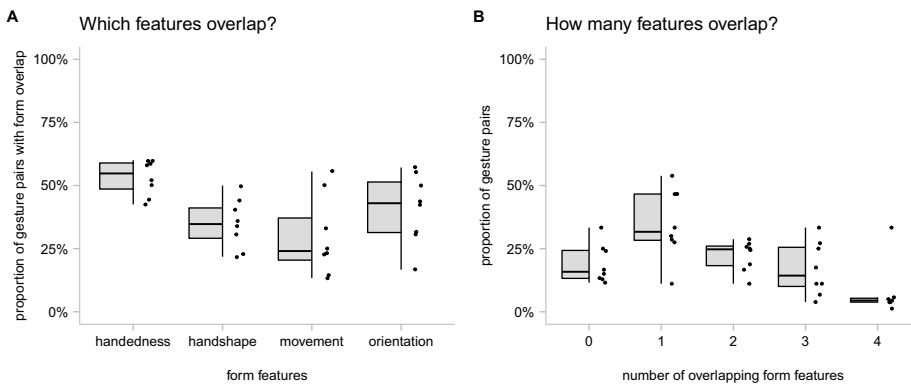 A
Which features overlap?
proportion of gesture pairs with form overlap
100%
75%
50%
25%
0%
handedness handshape movement orientation
form features
B
How many features overlap?
proportion of gesture pairs
100%
75%
50%
25%
0%
0 1 2 3 4
number of overlapping form features